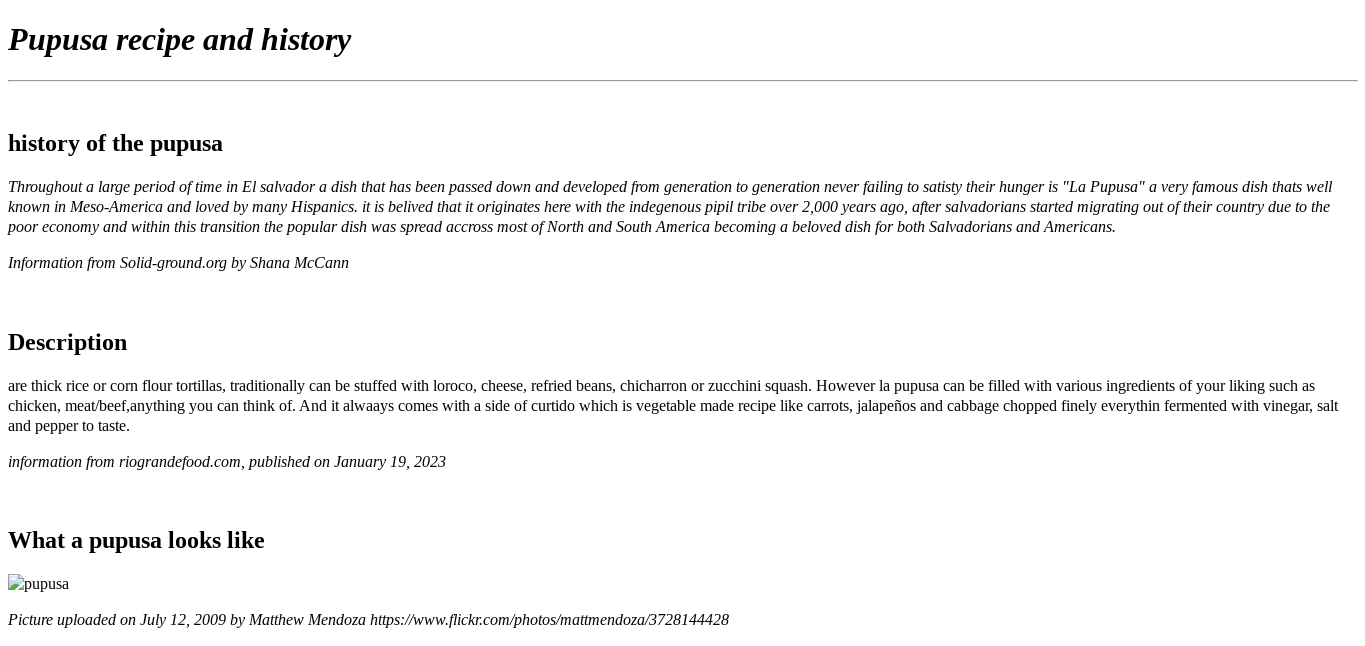 Pupusa recipe and history
history of the pupusa
Throughout a large period of time in El salvador a dish that has been passed down and developed from generation to generation never failing to satisty their hunger is "La Pupusa" a very famous dish thats well
known in Meso-America and loved by many Hispanics. it is belived that it originates here with the indegenous pipil tribe over 2,000 years ago, after salvadorians started migrating out of their country due to the
poor economy and within this transition the popular dish was spread accross most of North and South America becoming a beloved dish for both Salvadorians and Americans.
Information from Solid-ground.org by Shana McCann
Description
are thick rice or corn flour tortillas, traditionally can be stuffed with loroco, cheese, refried beans, chicharron or zucchini squash. However la pupusa can be filled with various ingredients of your liking such as
chicken, meat/beef,anything you can think of. And it alwaays comes with a side of curtido which is vegetable made recipe like carrots, jalapeños and cabbage chopped finely everythin fermented with vinegar, salt
and pepper to taste.
information from riograndefood.com, published on January 19, 2023
What a pupusa looks like
pupusa
Picture uploaded on July 12, 2009 by Matthew Mendoza https://www.flickr.com/photos/mattmendoza/3728144428